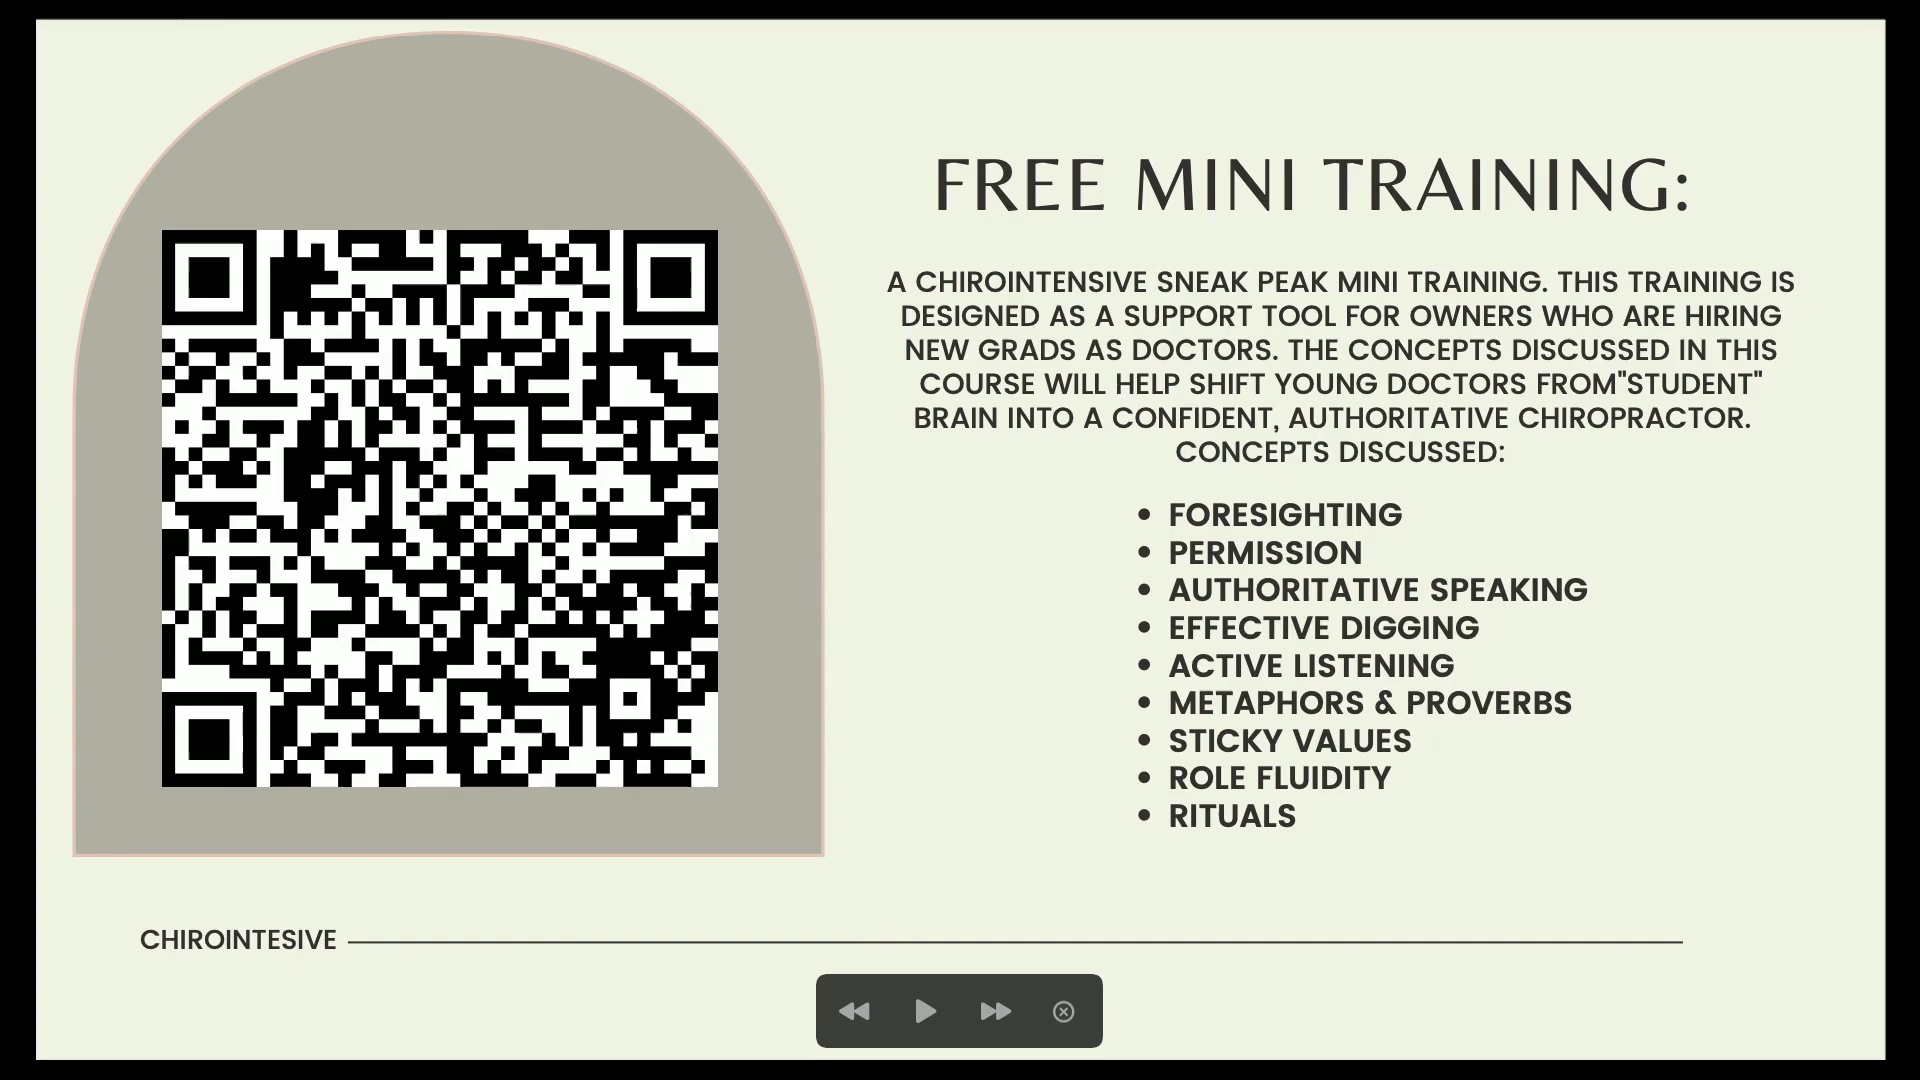 FREE MINI TRAINING:
A CHIROINTENSIVE SNEAK PEAK MINI TRAINING. THIS TRAINING IS
DESIGNED AS A SUPPORT TOOL FOR OWNERS WHO ARE HIRING
NEW GRADS AS DOCTORS. THE CONCEPTS DISCUSSED IN THIS
COURSE WILL HELP SHIFT YOUNG DOCTORS FROM"STUDENT"
BRAIN INTO A CONFIDENT, AUTHORITATIVE CHIROPRACTOR.
CONCEPTS DISCUSSED:
• FORESIGHTING
• PERMISSION
• AUTHORITATIVE SPEAKING
• EFFECTIVE DIGGING
• ACTIVE LISTENING
• METAPHORS & PROVERBS
• STICKY VALUES
• ROLE FLUIDITY
• RITUALS
CHIROINTESIVE